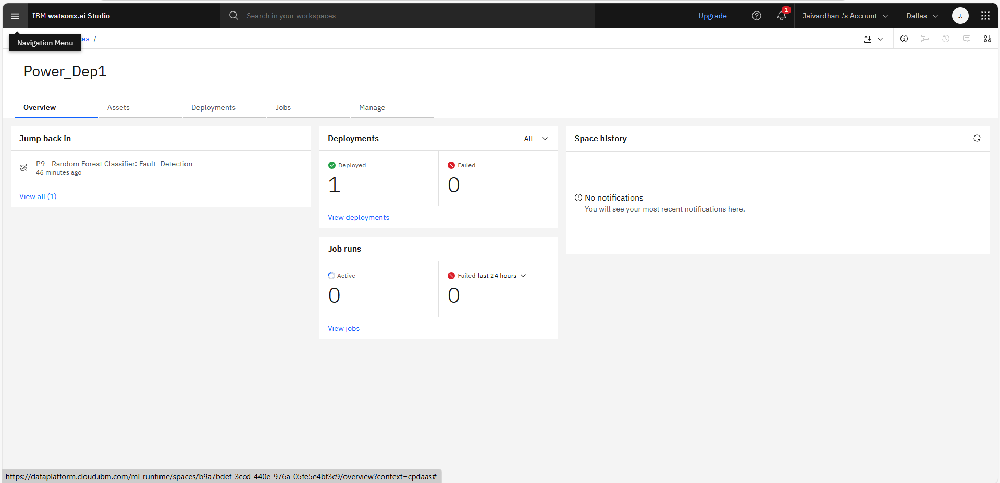 IBM watsonx.ai Studio
Search in your workspaces
Upgrade
1
Jaivardhan .'s Account
Dallas
J.
Navigation Menu
es /
Power_Dep1
Overview
Assets
Deployments
Jobs
Manage
Jump back in
P9 - Random Forest Classifier: Fault_Detection
46 minutes ago
View all (1)
Deployments
All
Deployed
Failed
1
0
View deployments
Job runs
Active
Failed last 24 hours
0
0
View jobs
Space history
No notifications
You will see your most recent notifications here.
https://dataplatform.cloud.ibm.com/ml-runtime/spaces/b9a7bdef-3ccd-440e-976a-05fe5e4bf3c9/overview?context=cpdaas#